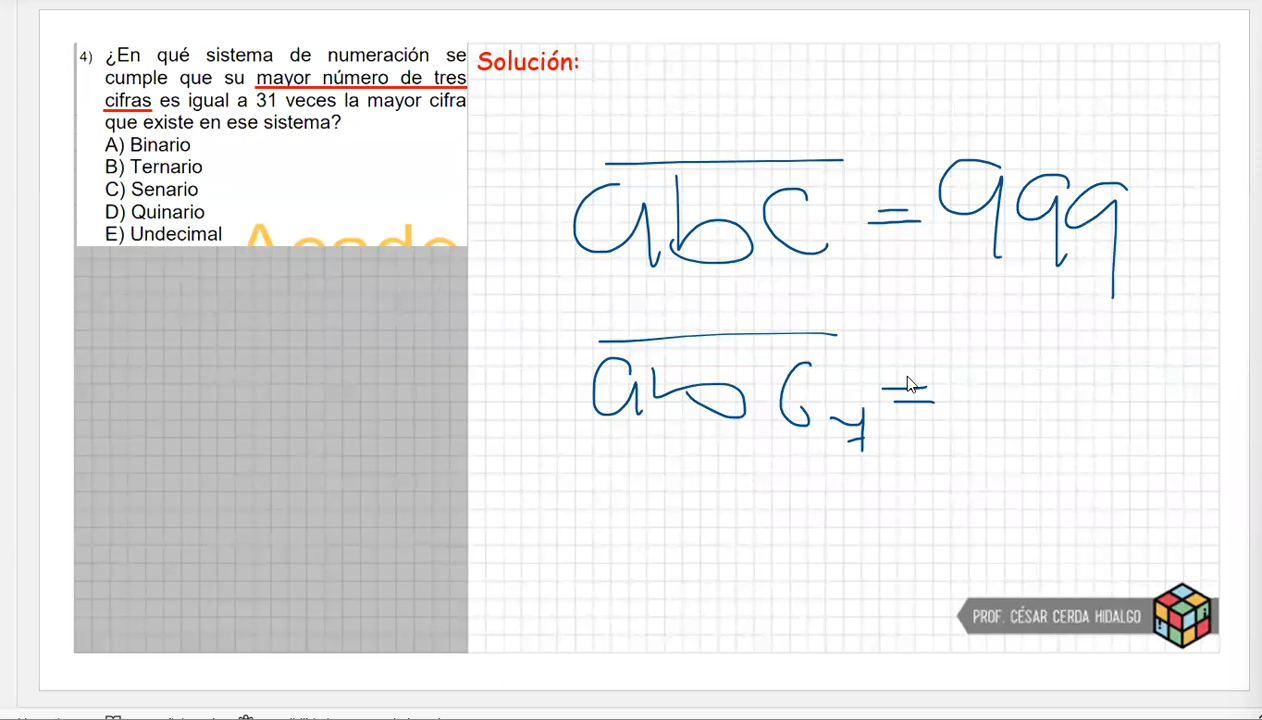 4) ¿En qué sistema de numeración se
cumple que su mayor número de tres
cifras es igual a 31 veces la mayor cifra
que existe en ese sistema?
A) Binario
B) Ternario
C) Senario
D) Quinario
E) Undecimal
Solución:
abc = 999
abc7 =
PROF. CÉSAR CERDA HIDALGO